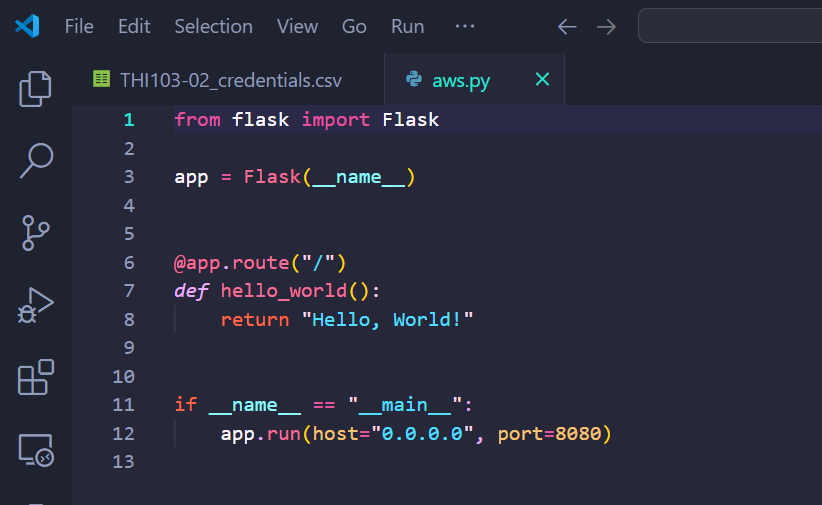 File Edit Selection View Go Run ···
THI103-02_credentials.csv aws.py
1 from flask import Flask
2
3 app = Flask(__name__)
4
5
6 @app.route("/")
7 def hello_world():
8     return "Hello, World!"
9
10
11 if __name__ == "__main__":
12     app.run(host="0.0.0.0", port=8080)
13